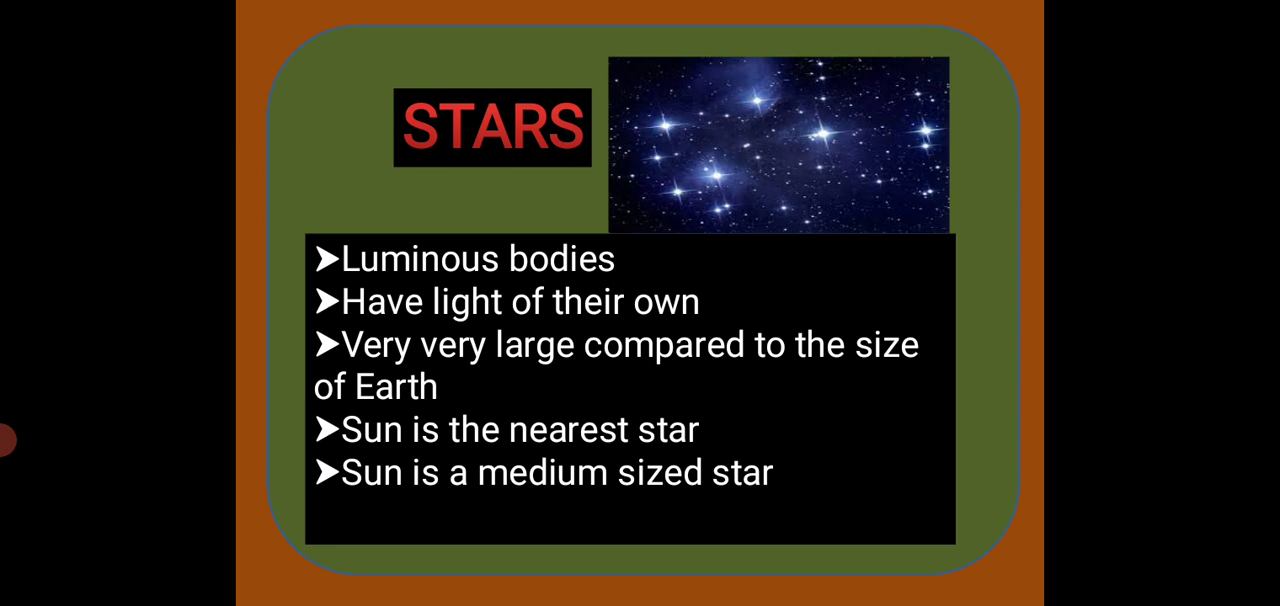 STARS
➤Luminous bodies
➤Have light of their own
➤Very very large compared to the size
of Earth
➤Sun is the nearest star
➤Sun is a medium sized star